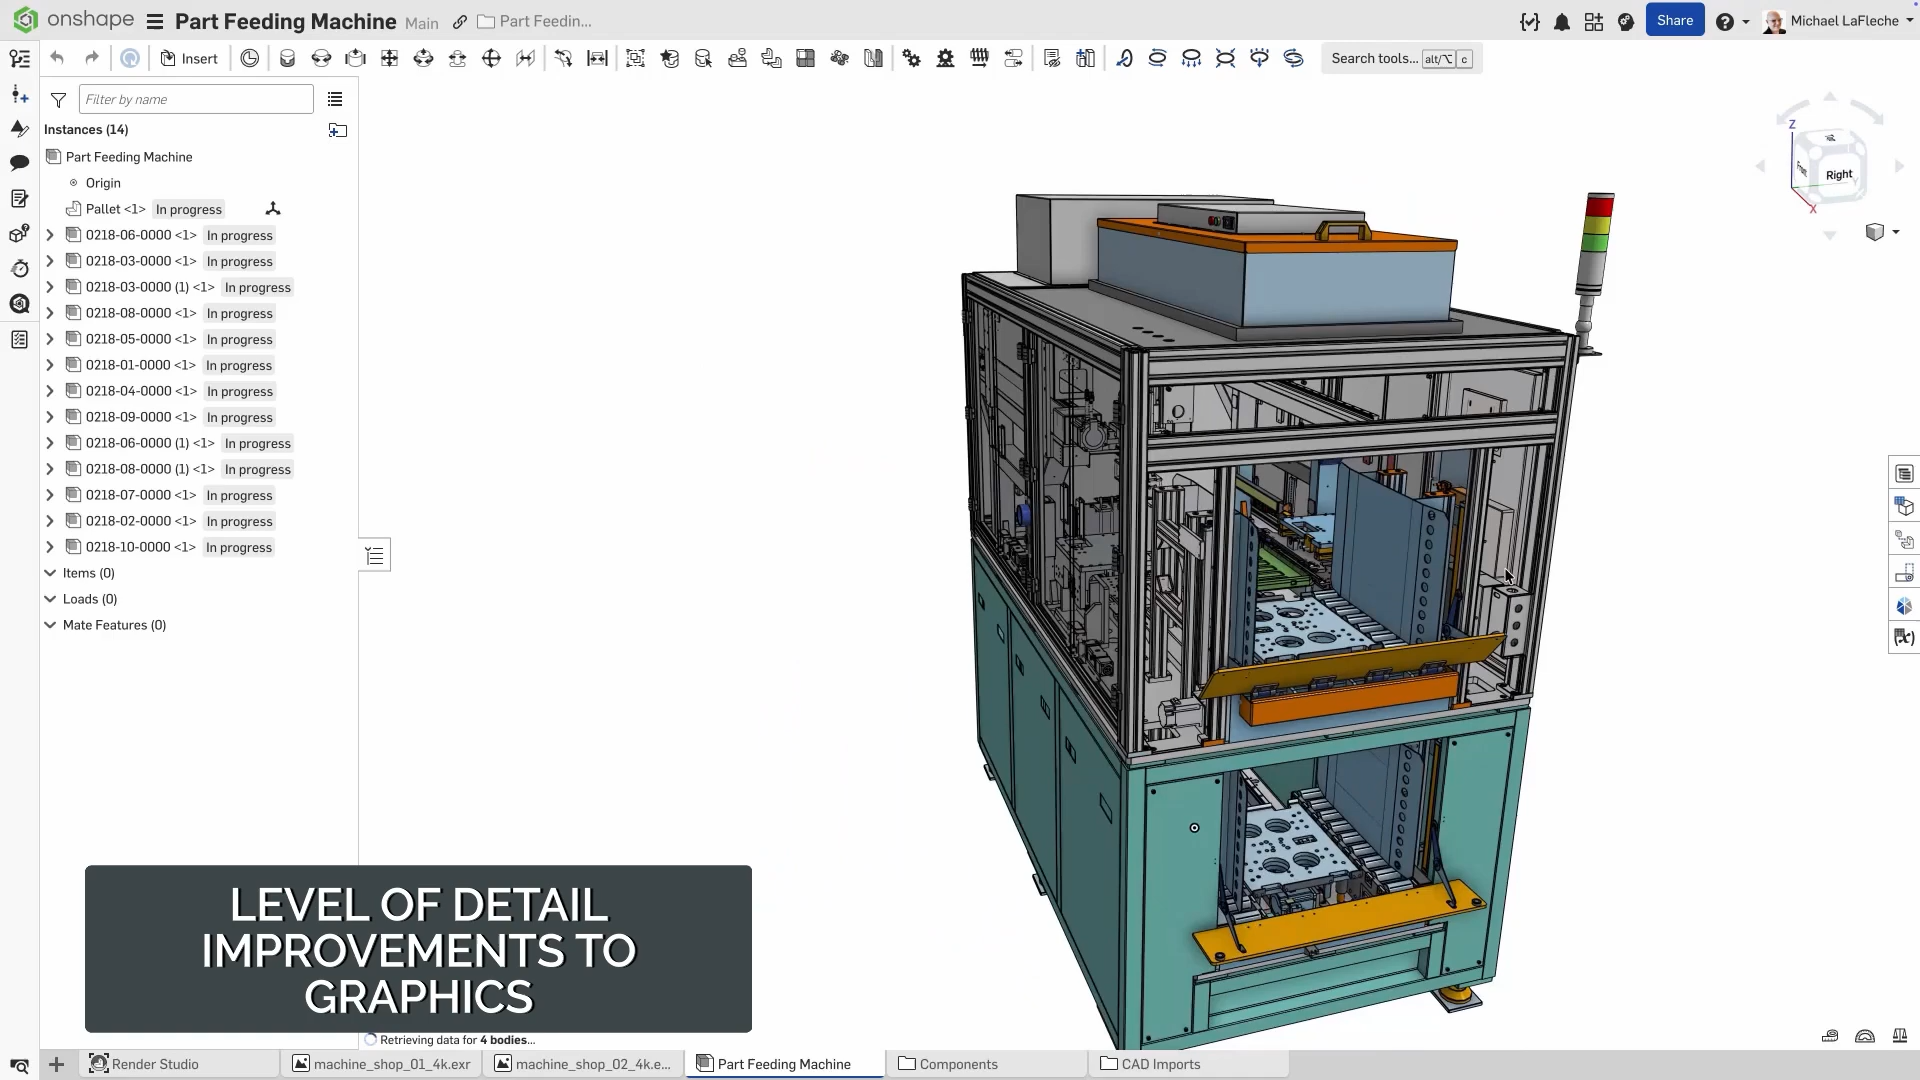 onshape
Part Feeding Machine
Main
Part Feedin...
Share
Michael LaFleche
Insert
Search tools...
alt/⌥
c
Filter by name
Instances (14)
Part Feeding Machine
Origin
Pallet <1> In progress
0218-06-0000 <1> In progress
0218-03-0000 <1> In progress
0218-03-0000 (1) <1> In progress
0218-08-0000 <1> In progress
0218-05-0000 <1> In progress
0218-01-0000 <1> In progress
0218-04-0000 <1> In progress
0218-09-0000 <1> In progress
0218-06-0000 (1) <1> In progress
0218-08-0000 (1) <1> In progress
0218-07-0000 <1> In progress
0218-02-0000 <1> In progress
0218-10-0000 <1> In progress
Items (0)
Loads (0)
Mate Features (0)
Z
Front
Right
X
LEVEL OF DETAIL
IMPROVEMENTS TO
GRAPHICS
Retrieving data for 4 bodies...
Render Studio
machine_shop_01_4k.exr
machine_shop_02_4k.e...
Part Feeding Machine
Components
CAD Imports